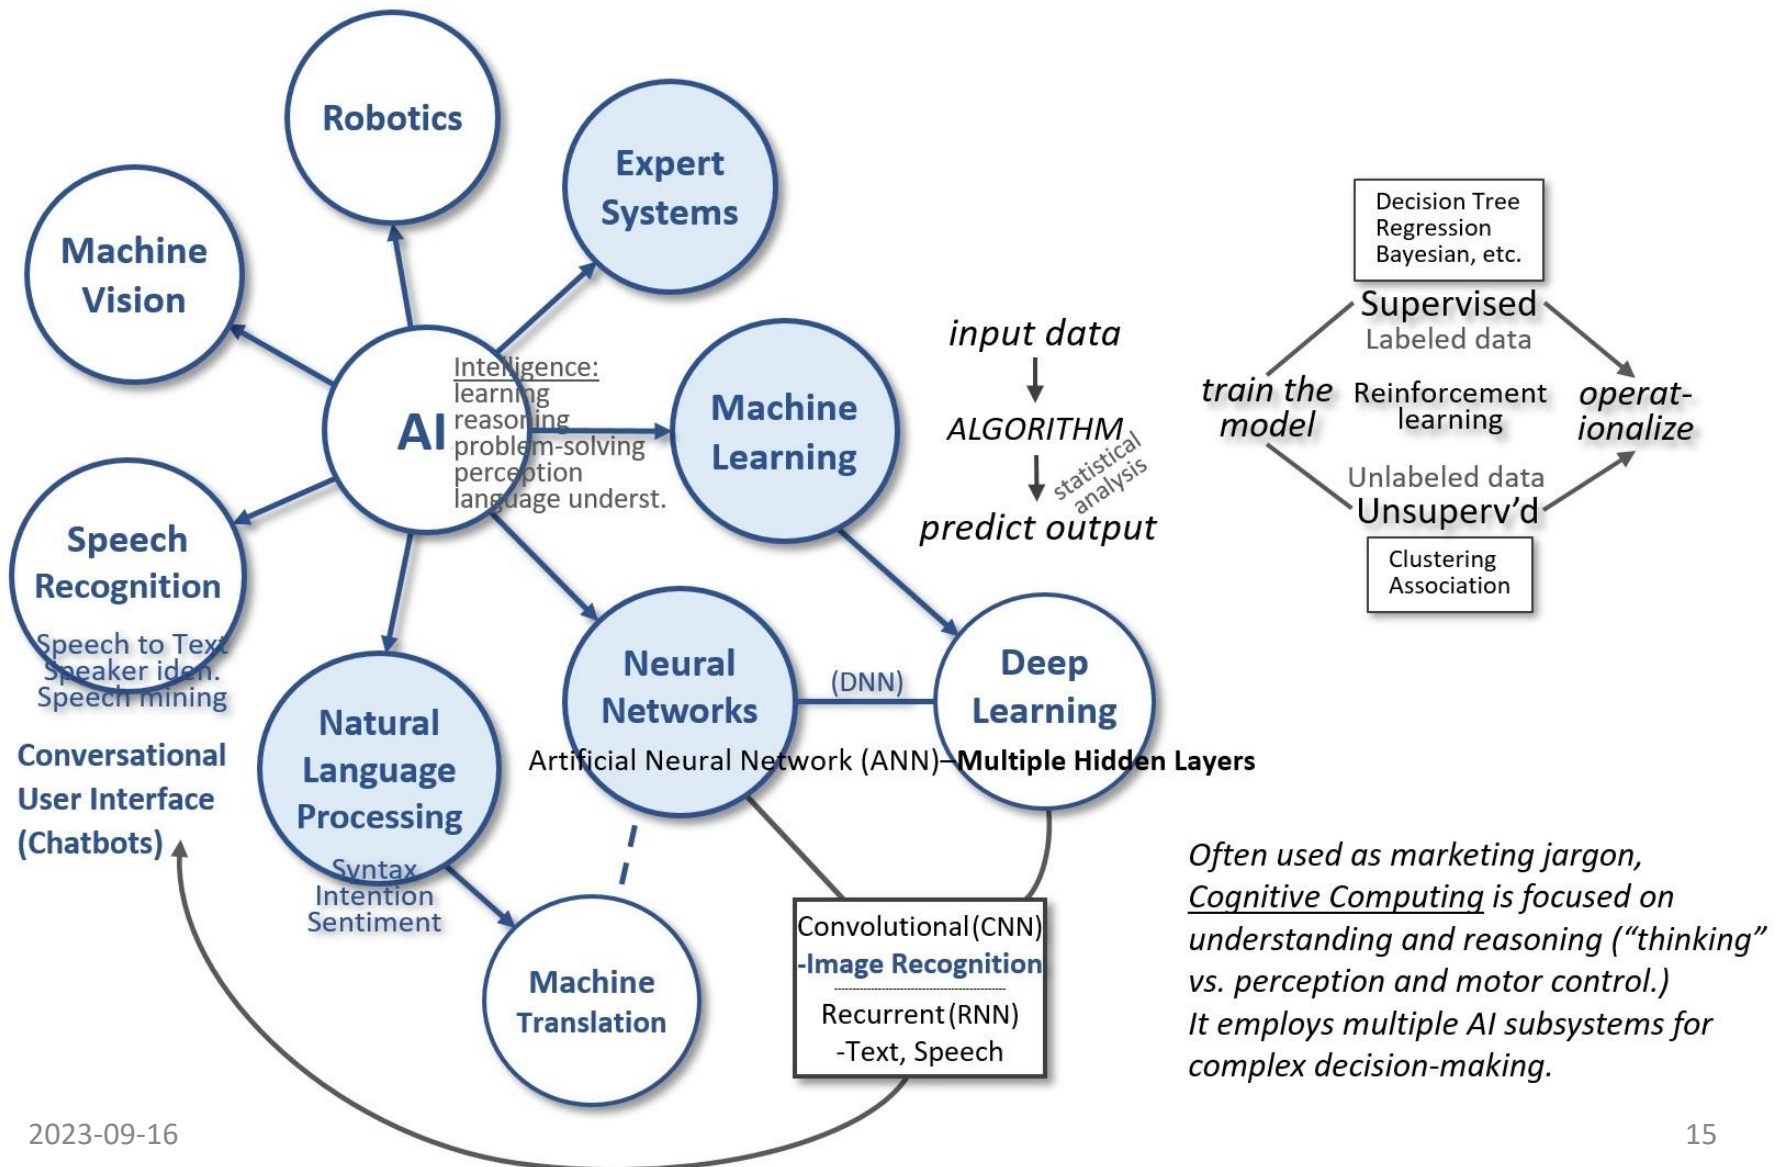 Robotics
Expert
Systems
Machine
Vision
AI
Intelligence:
learning
reasoning
problem-solving
perception
language underst.
Machine
Learning
input data
ALGORITHM
statistical
analysis
predict output
Decision Tree
Regression
Bayesian, etc.
Supervised
Labeled data
train the
model
Reinforcement
learning
operat-
ionalize
Unlabeled data
Unsuperv’d
Clustering
Association
Speech
Recognition
Speech to Text
Speaker iden.
Speech mining
Conversational
User Interface
(Chatbots)
Natural
Language
Processing
Syntax
Intention
Sentiment
Neural
Networks
(DNN)
Deep
Learning
Artificial Neural Network (ANN)–Multiple Hidden Layers
Machine
Translation
Convolutional (CNN)
-Image Recognition
Recurrent (RNN)
-Text, Speech
Often used as marketing jargon,
Cognitive Computing is focused on
understanding and reasoning (“thinking”
vs. perception and motor control.)
It employs multiple AI subsystems for
complex decision-making.
2023-09-16
15